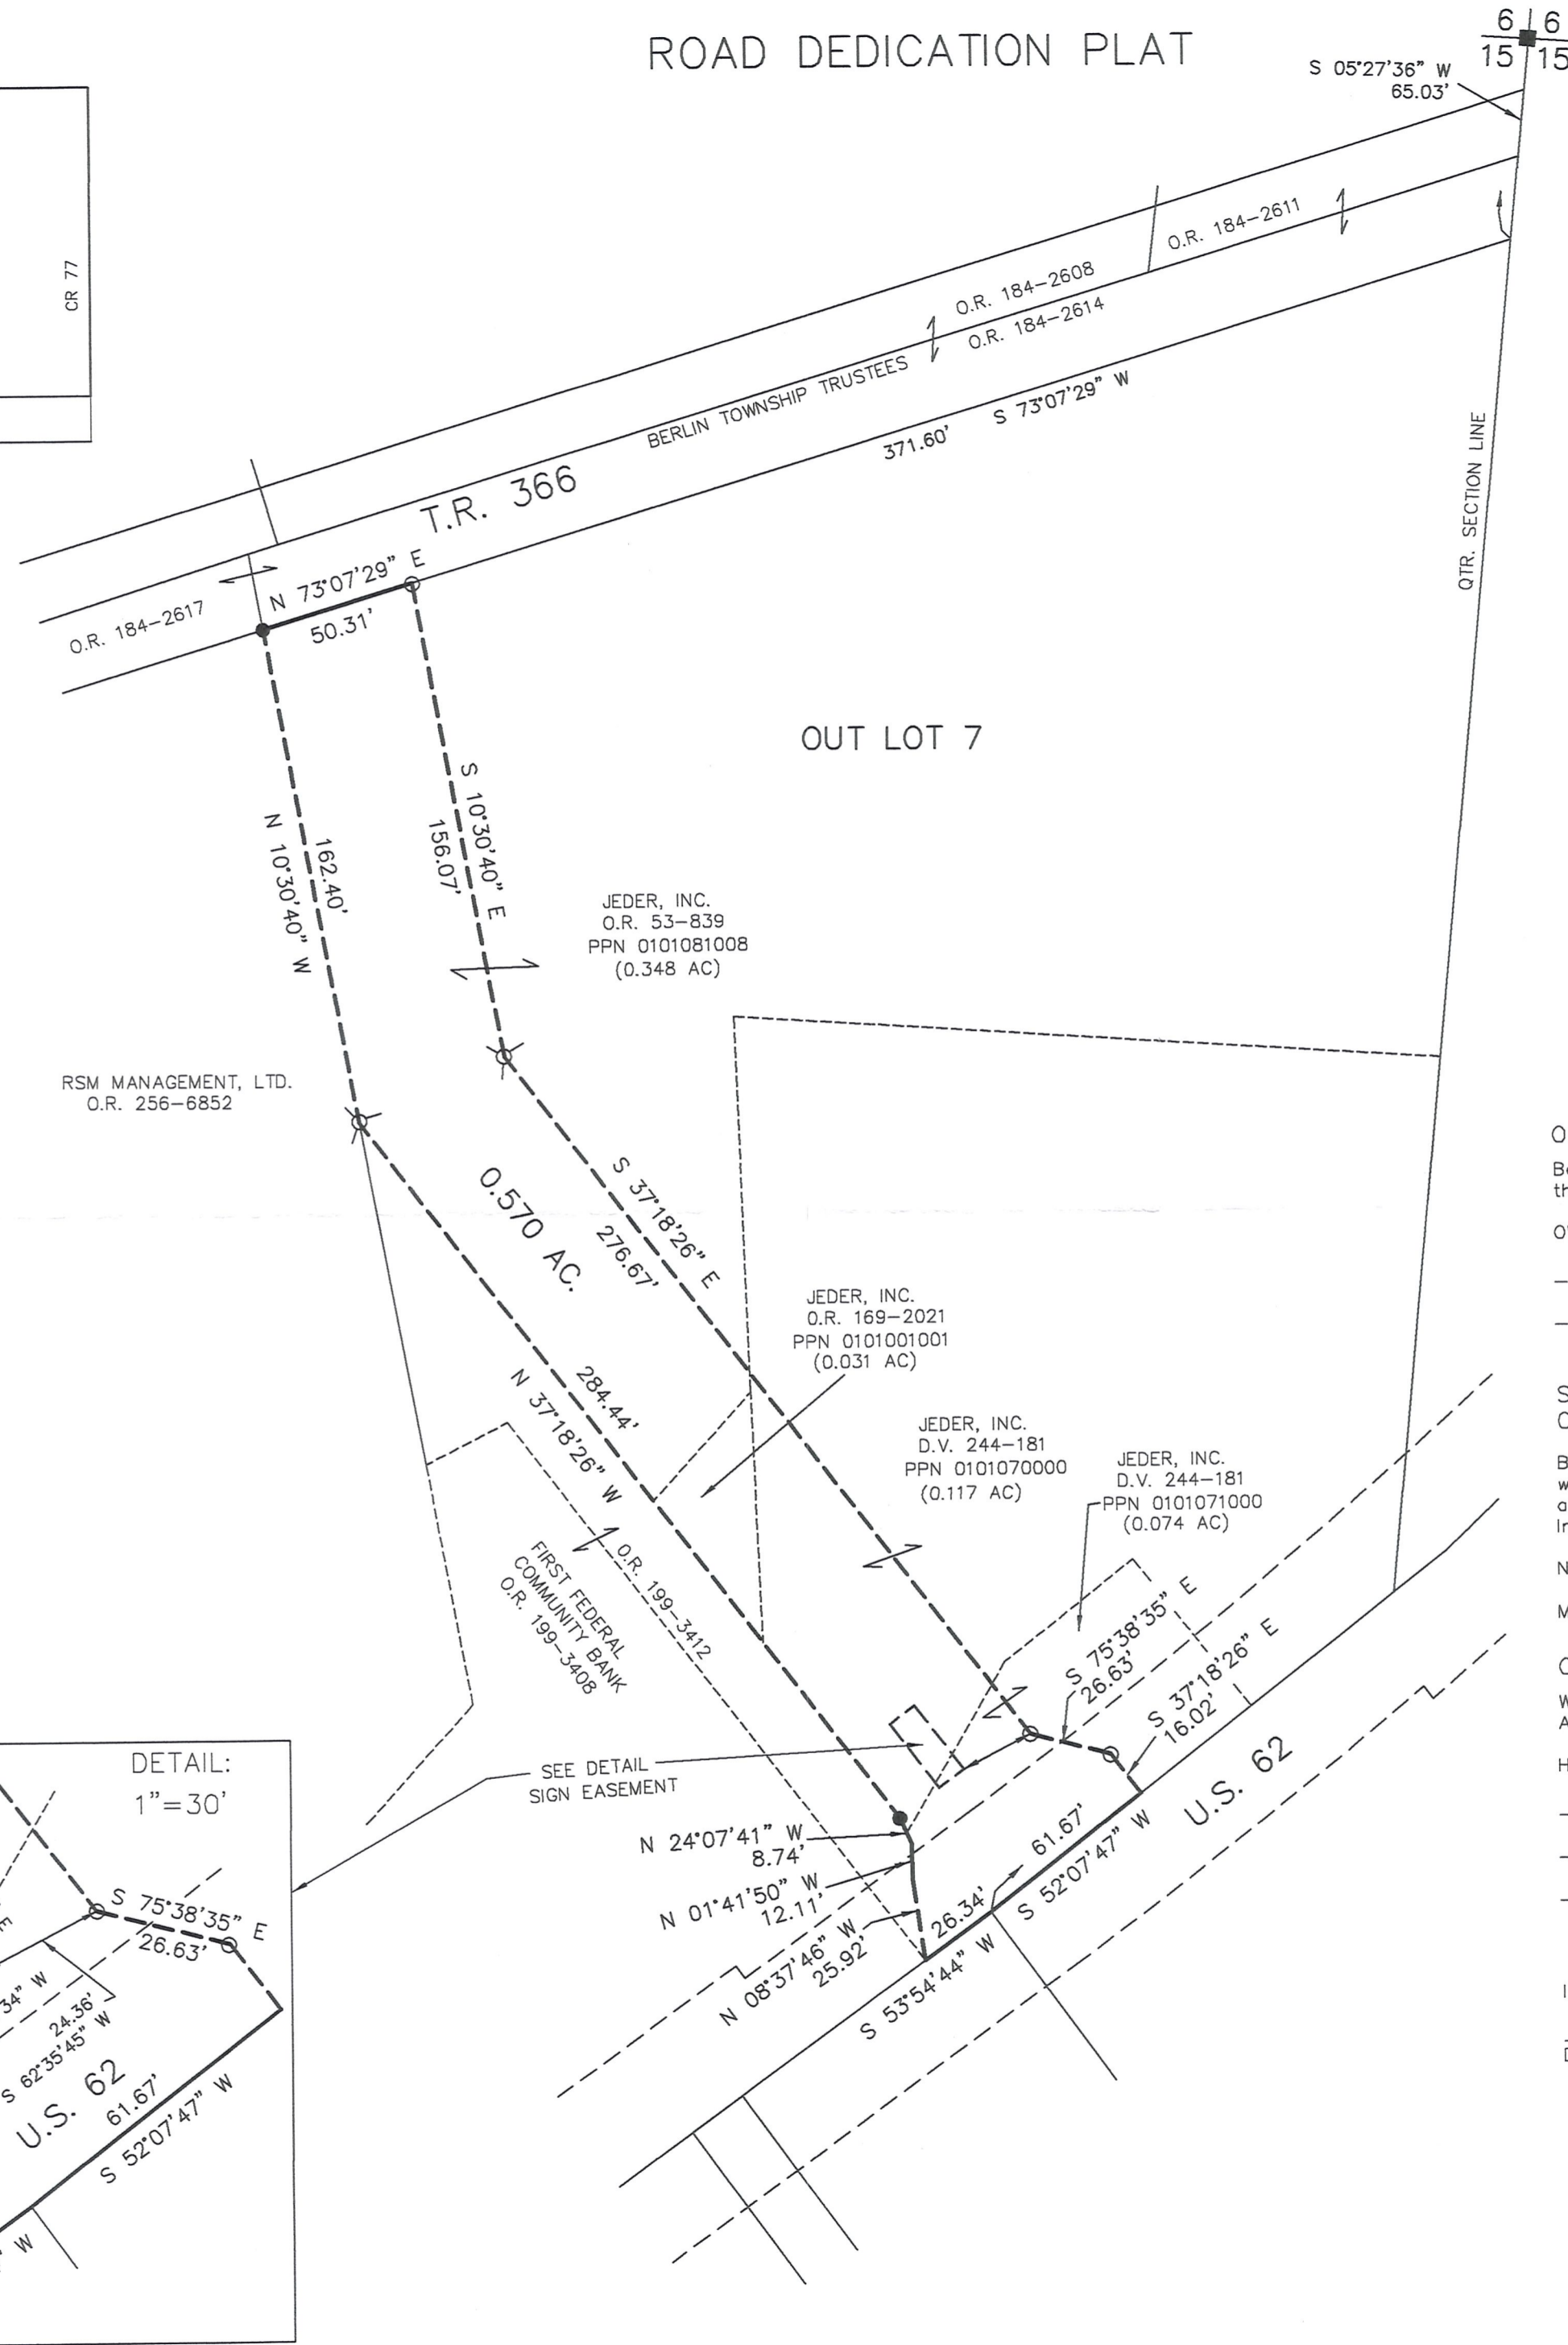 ROAD DEDICATION PLAT
6 6
15 15
S 05°27'36" W
65.03'
CR 77
O.R. 184-2611
O.R. 184-2608
O.R. 184-2614
BERLIN TOWNSHIP TRUSTEES
S 73°07'29" W
371.60'
T.R. 366
QTR. SECTION LINE
N 73°07'29" E
50.31'
O.R. 184-2617
OUT LOT 7
S 10°30'40" E
156.07'
162.40'
N 10°30'40" W
JEDER, INC.
O.R. 53-839
PPN 0101081008
(0.348 AC)
RSM MANAGEMENT, LTD.
O.R. 256-6852
0.570 AC.
S 37°18'26" E
276.67'
284.44'
N 37°18'26" W
JEDER, INC.
O.R. 169-2021
PPN 0101001001
(0.031 AC)
JEDER, INC.
D.V. 244-181
PPN 0101070000
(0.117 AC)
JEDER, INC.
D.V. 244-181
PPN 0101071000
(0.074 AC)
O.R. 199-3412
FIRST FEDERAL
COMMUNITY BANK
O.R. 199-3408
S 75°38'35" E
26.63'
S 37°18'26" E
16.02'
SEE DETAIL
SIGN EASEMENT
U.S. 62
N 24°07'41" W
8.74'
N 01°41'50" W
12.11'
N 08°37'46" W
25.92'
61.67'
S 52°07'47" W
26.34'
S 53°54'44" W
DETAIL:
1"=30'
E
S 75°38'35" E
26.63'
34" W
24.36'
S 62°35'45" W
U.S. 62
61.67'
S 52°07'47" W
W
O
B
th
O
S
O
B
w
a
Ir
N
M
W
A
H
I